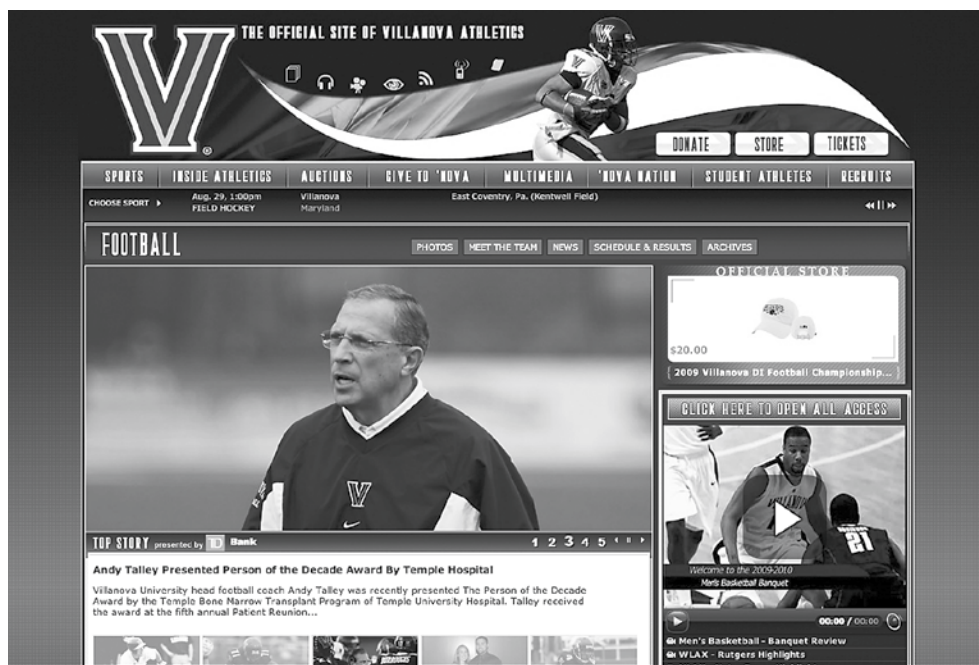 V
®
THE OFFICIAL SITE OF VILLANOVA ATHLETICS
V
DONATE STORE TICKETS
SPORTS INSIDE ATHLETICS AUCTIONS GIVE TO 'NOVA MULTIMEDIA 'NOVA NATION STUDENT ATHLETES RECRUITS
CHOOSE SPORT Aug. 29, 1:00pm Villanova East Coventry, Pa. (Kentwell Field)
FIELD HOCKEY Maryland
FOOTBALL PHOTOS MEET THE TEAM NEWS SCHEDULE & RESULTS ARCHIVES
V
TOP STORY presented by TD Bank 1 2 3 4 5
Andy Talley Presented Person of the Decade Award By Temple Hospital
Villanova University head football coach Andy Talley was recently presented The Person of the Decade
Award by the Temple Bone Marrow Transplant Program of Temple University Hospital. Talley received
the award at the fifth annual Patient Reunion...
OFFICIAL STORE
$20.00
2009 Villanova DI Football Championship...
CLICK HERE TO OPEN ALL ACCESS
21
Welcome to the 2009-2010
Men's Basketball Banquet
00:00 / 00:00
Men's Basketball - Banquet Review
WLAX - Rutgers Highlights